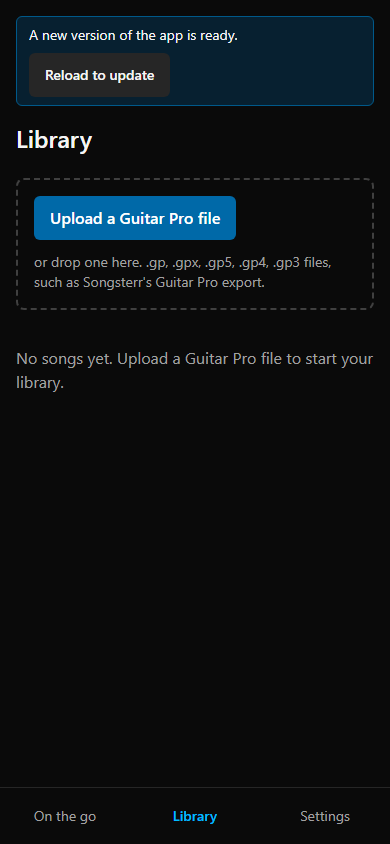 A new version of the app is ready.
Reload to update
Library
Upload a Guitar Pro file
or drop one here. .gp, .gpx, .gp5, .gp4, .gp3 files,
such as Songsterr's Guitar Pro export.
No songs yet. Upload a Guitar Pro file to start your
library.
On the go
Library
Settings